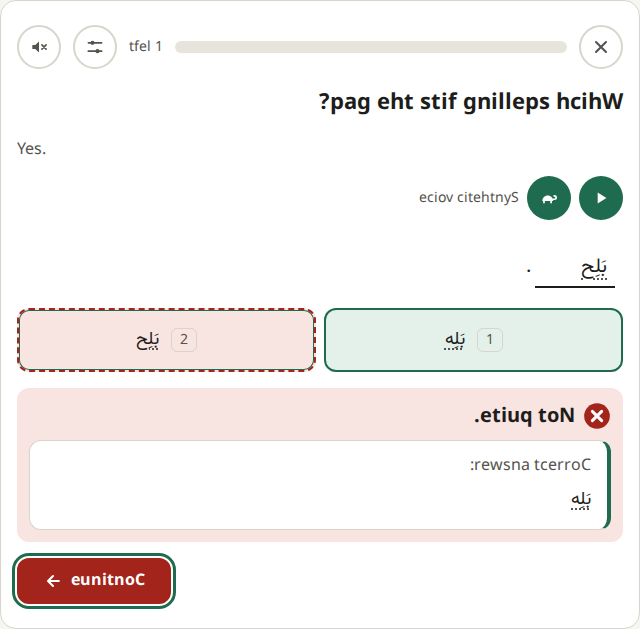 tfel 1
?pag eht stif gnilleps hcihW
Yes.
eciov citehtnyS
بَلِح .
1 بَلِه
2 بَلِح
.etiuq toN
:rewsna tcerroC
بَلِه
eunitnoC